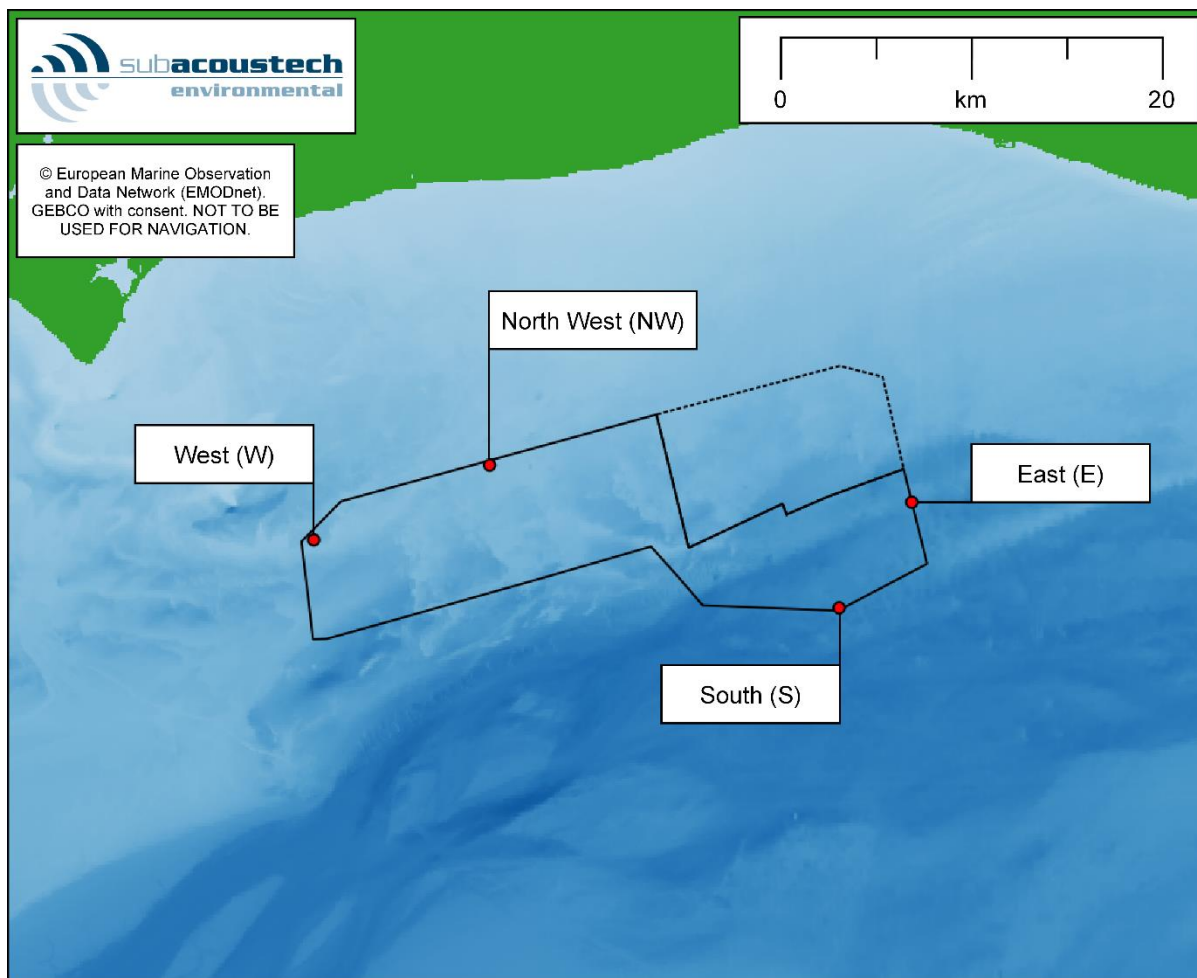 subacoustech
environmental
0 km 20
© European Marine Observation
and Data Network (EMODnet).
GEBCO with consent. NOT TO BE
USED FOR NAVIGATION.
North West (NW)
West (W)
East (E)
South (S)